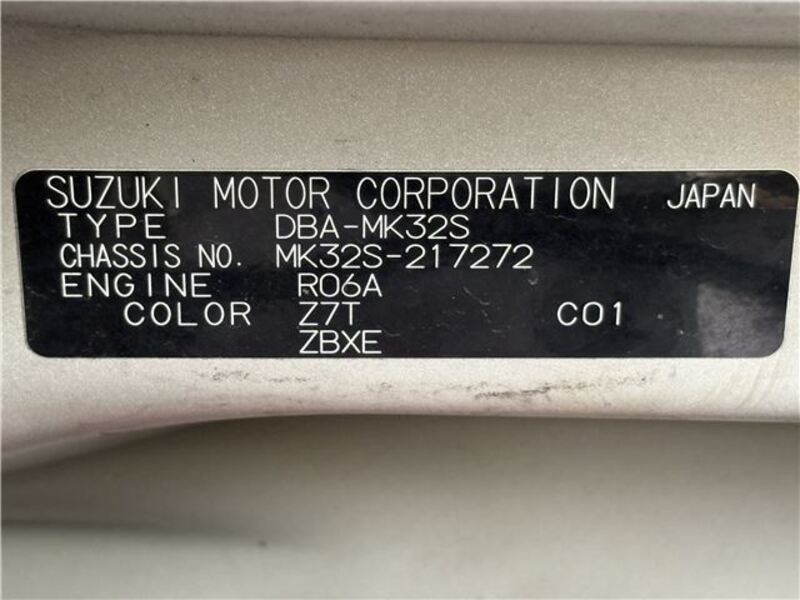 SUZUKI MOTOR CORPORATION JAPAN
TYPE DBA-MK32S
CHASSIS NO. MK32S-217272
ENGINE R06A
COLOR Z7T C01
ZBXE